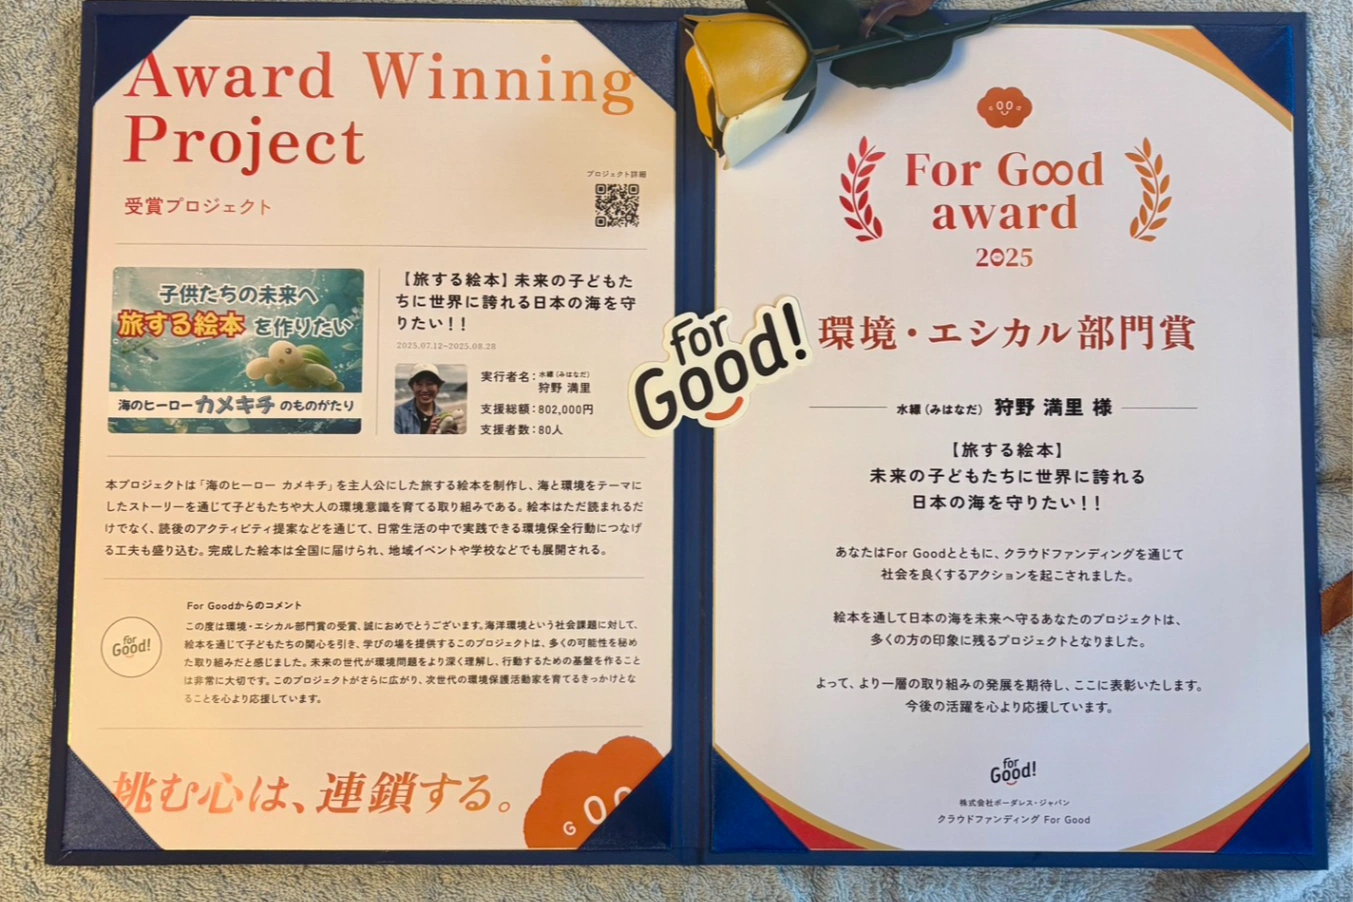 Award Winning
Project
受賞プロジェクト
プロジェクト詳細
子供たちの未来へ
旅する絵本 を作りたい
海のヒーローカメキチ のものがたり
【旅する絵本】未来の子どもた
ちに世界に誇れる日本の海を守
りたい！！
2025.07.12-2025.08.28
実行者名：水縹（みはなだ）
狩野 満里
支援総額：802,000円
支援者数：80人
本プロジェクトは「海のヒーロー カメキチ」を主人公にした旅する絵本を制作し、海と環境をテーマに
したストーリーを通じて子どもたちや大人の環境意識を育てる取り組みである。絵本はただ読まれるだ
けでなく、読後のアクティビティ提案などを通じて、日常生活の中で実践できる環境保全行動につなげ
る工夫も盛り込む。完成した絵本は全国に届けられ、地域イベントや学校などでも展開される。
For Goodからのコメント
この度は環境・エシカル部門賞の受賞、誠におめでとうございます。海洋環境という社会課題に対して、
絵本を通じて子どもたちの関心を引き、学びの場を提供するこのプロジェクトは、多くの可能性を秘め
た取り組みだと感じました。未来の世代が環境問題をより深く理解し、行動するための基盤を作ること
は非常に大切です。このプロジェクトがさらに広がり、次世代の環境保護活動家を育てるきっかけとな
ることを心より応援しています。
for
Good!
挑む心は、連鎖する。
for
Good!
For Good
award
2025
環境・エシカル部門賞
水縹（みはなだ） 狩野 満里 様
【旅する絵本】
未来の子どもたちに世界に誇れる
日本の海を守りたい！！
あなたはFor Goodとともに、クラウドファンディングを通じて
社会を良くするアクションを起こされました。
絵本を通して日本の海を未来へ守るあなたのプロジェクトは、
多くの方の印象に残るプロジェクトとなりました。
よって、より一層の取り組みの発展を期待し、ここに表彰いたします。
今後の活躍を心より応援しています。
for
Good!
株式会社ボーダレス・ジャパン
クラウドファンディング For Good